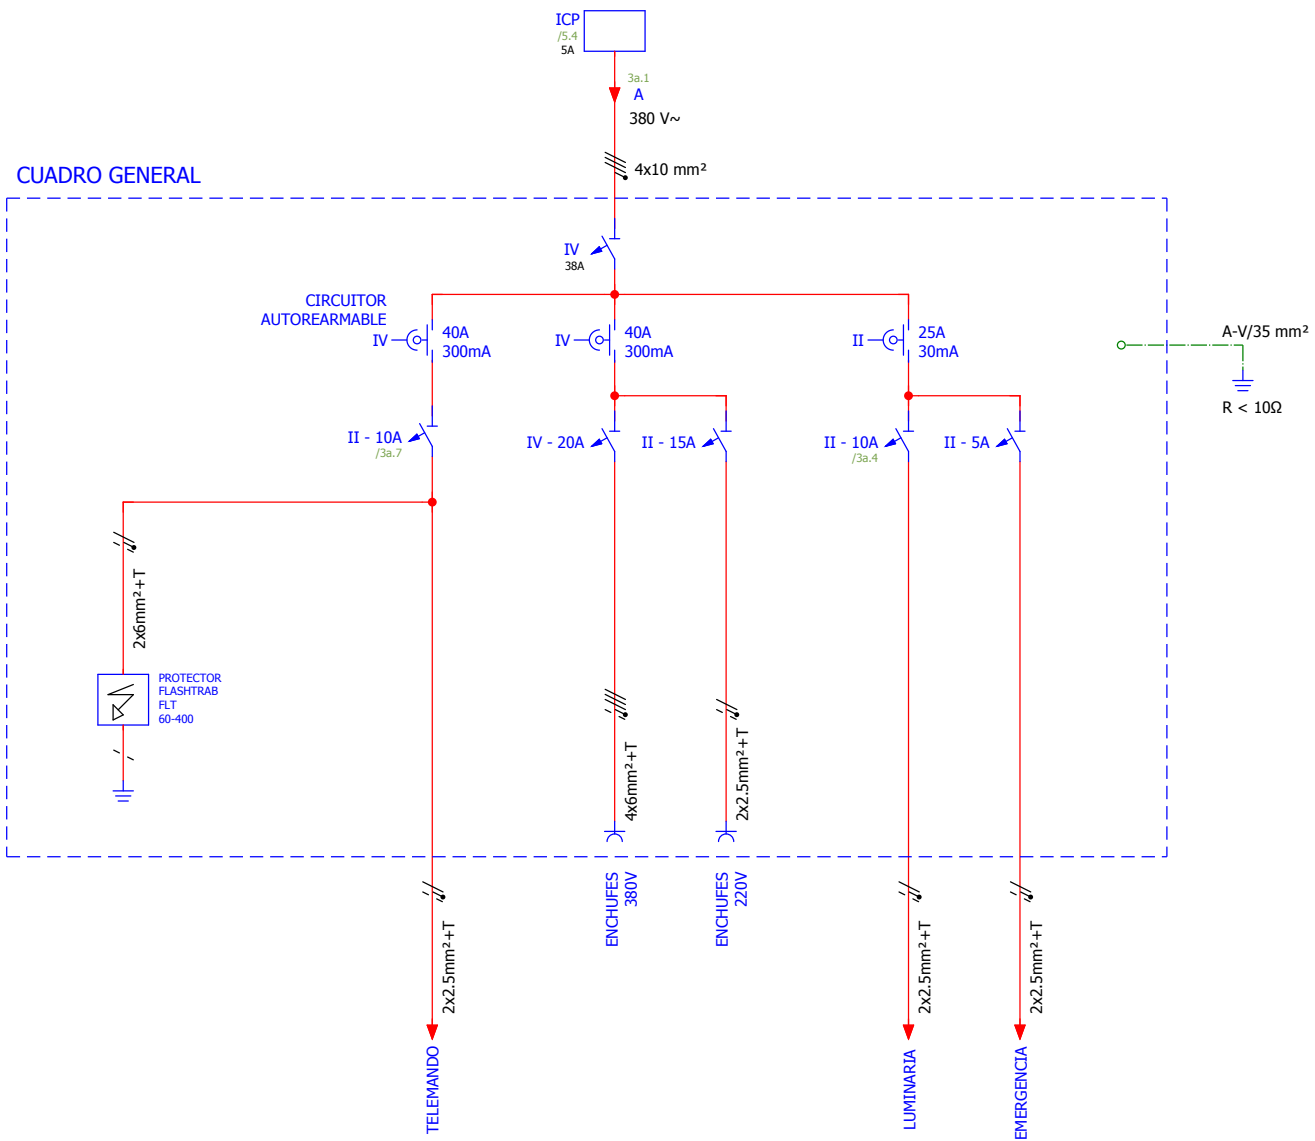 ICP
/5.4
5A
3a.1
A
380 V~
4x10 mm²
CUADRO GENERAL
IV
38A
CIRCUITOR
AUTOREARMABLE
IV
40A
300mA
IV
40A
300mA
II
25A
30mA
A-V/35 mm²
R < 10Ω
II - 10A
/3a.7
IV - 20A
II - 15A
II - 10A
/3a.4
II - 5A
2x6mm²+T
PROTECTOR
FLASHTRAB
FLT
60-400
4x6mm²+T
2x2.5mm²+T
ENCHUFES
380V
ENCHUFES
220V
2x2.5mm²+T
2x2.5mm²+T
2x2.5mm²+T
TELEMANDO
LUMINARIA
EMERGENCIA